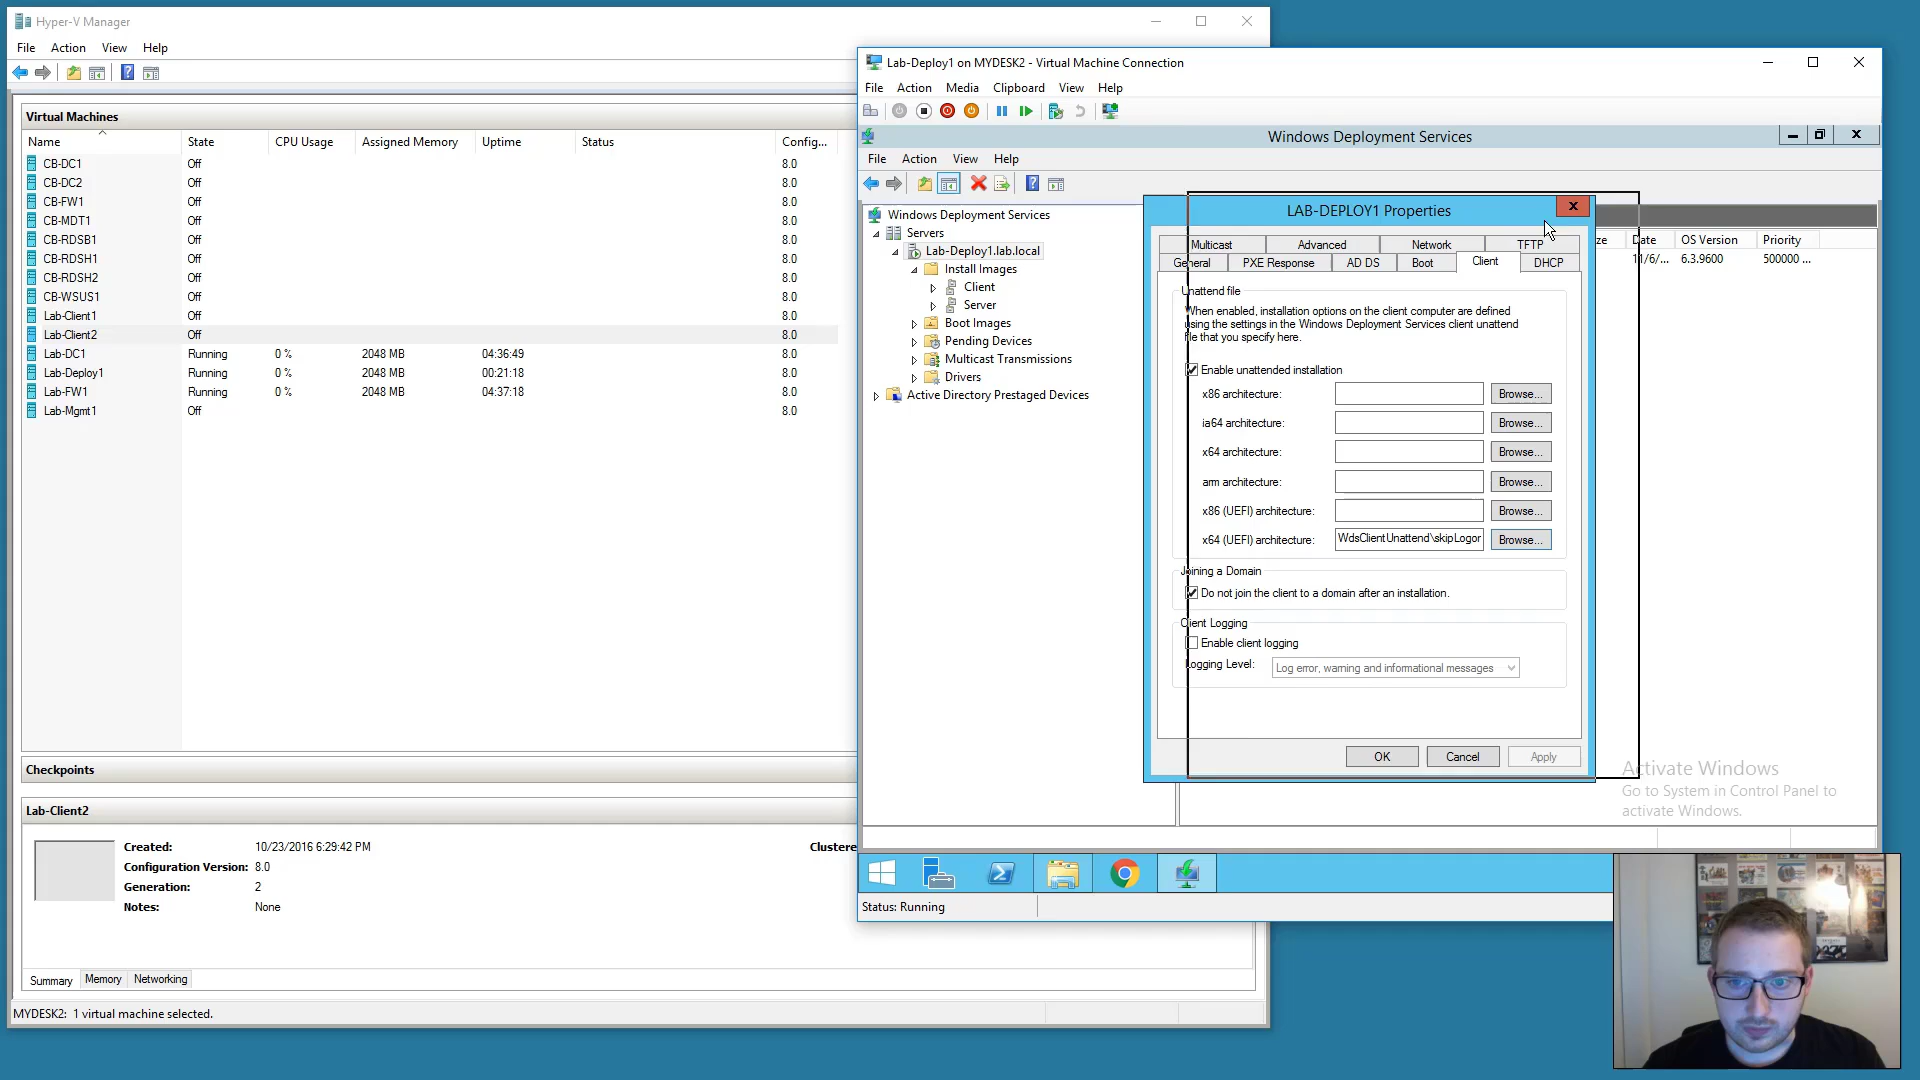 Hyper-V Manager
File Action View Help
Virtual Machines
Name State CPU Usage Assigned Memory Uptime Status Config...
CB-DC1 Off 8.0
CB-DC2 Off 8.0
CB-FW1 Off 8.0
CB-MDT1 Off 8.0
CB-RDSB1 Off 8.0
CB-RDSH1 Off 8.0
CB-RDSH2 Off 8.0
CB-WSUS1 Off 8.0
Lab-Client1 Off 8.0
Lab-Client2 Off 8.0
Lab-DC1 Running 0 % 2048 MB 04:36:49 8.0
Lab-Deploy1 Running 0 % 2048 MB 00:21:18 8.0
Lab-FW1 Running 0 % 2048 MB 04:37:18 8.0
Lab-Mgmt1 Off 8.0
Checkpoints
Lab-Client2
Created: 10/23/2016 6:29:42 PM Clustere
Configuration Version: 8.0
Generation: 2
Notes: None
Summary Memory Networking
MYDESK2: 1 virtual machine selected.
Lab-Deploy1 on MYDESK2 - Virtual Machine Connection
File Action Media Clipboard View Help
Windows Deployment Services
File Action View Help
Windows Deployment Services
Servers
Lab-Deploy1.lab.local
Install Images
Client
Server
Boot Images
Pending Devices
Multicast Transmissions
Drivers
Active Directory Prestaged Devices
ze Date OS Version Priority
11/6/... 6.3.9600 500000 ...
LAB-DEPLOY1 Properties
X
Multicast Advanced Network TFTP
General PXE Response AD DS Boot Client DHCP
Unattend file
When enabled, installation options on the client computer are defined
using the settings in the Windows Deployment Services client unattend
file that you specify here.
Enable unattended installation
x86 architecture: Browse...
ia64 architecture: Browse...
x64 architecture: Browse...
arm architecture: Browse...
x86 (UEFI) architecture: Browse...
x64 (UEFI) architecture: WdsClientUnattend\skipLogor Browse...
Joining a Domain
Do not join the client to a domain after an installation.
Client Logging
Enable client logging
Logging Level: Log error, warning and informational messages
OK Cancel Apply
Activate Windows
Go to System in Control Panel to
activate Windows.
Status: Running